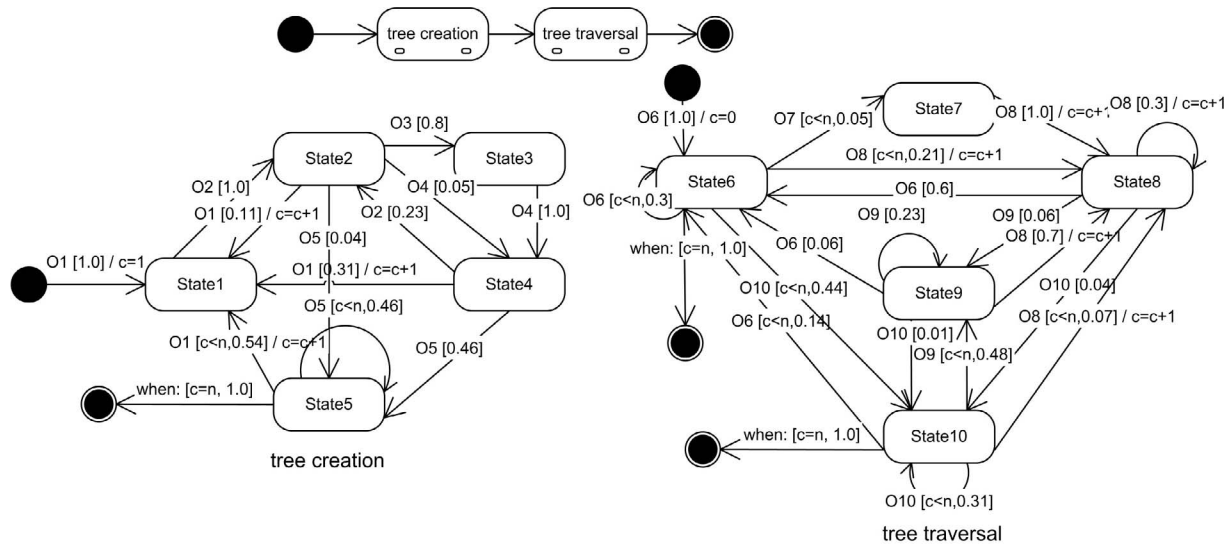 tree creation
tree traversal
O1 [1.0] / c=1
State1
State2
State3
State4
State5
O3 [0.8]
O2 [1.0]
O1 [0.11] / c=c+1
O4 [0.05]
O2 [0.23]
O4 [1.0]
O5 [0.04]
O1 [0.31] / c=c+1
O5 [c<n,0.46]
O1 [c<n,0.54] / c=c+1
O5 [0.46]
when: [c=n, 1.0]
tree creation
O6 [1.0] / c=0
State6
State7
State8
State9
State10
O7 [c<n,0.05]
O8 [1.0] / c=c+1
O8 [0.3] / c=c+1
O8 [c<n,0.21] / c=c+1
O6 [c<n,0.3]
O6 [0.6]
O9 [0.23]
O9 [0.06]
O8 [0.7] / c=c+1
when: [c=n, 1.0]
O6 [0.06]
O10 [c<n,0.44]
O10 [0.04]
O6 [c<n,0.14]
O8 [c<n,0.07] / c=c+1
O10 [0.01]
O9 [c<n,0.48]
when: [c=n, 1.0]
O10 [c<n,0.31]
tree traversal